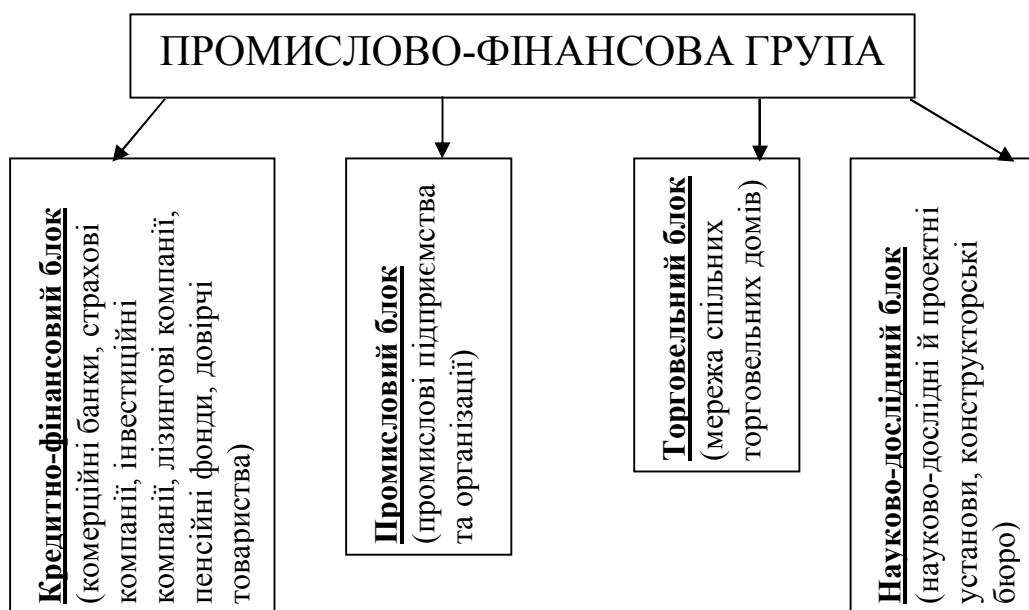 ПРОМИСЛОВО-ФІНАНСОВА ГРУПА
Кредитно-фінансовий блок
(комерційні банки, страхові
компанії, інвестиційні
компанії, лізингові компанії,
пенсійні фонди, довірчі
товариства)
Промисловий блок
(промислові підприємства
та організації)
Торговельний блок
(мережа спільних
торговельних домів)
Науково-дослідний блок
(науково-дослідні й проектні
установи, конструкторські
бюро)